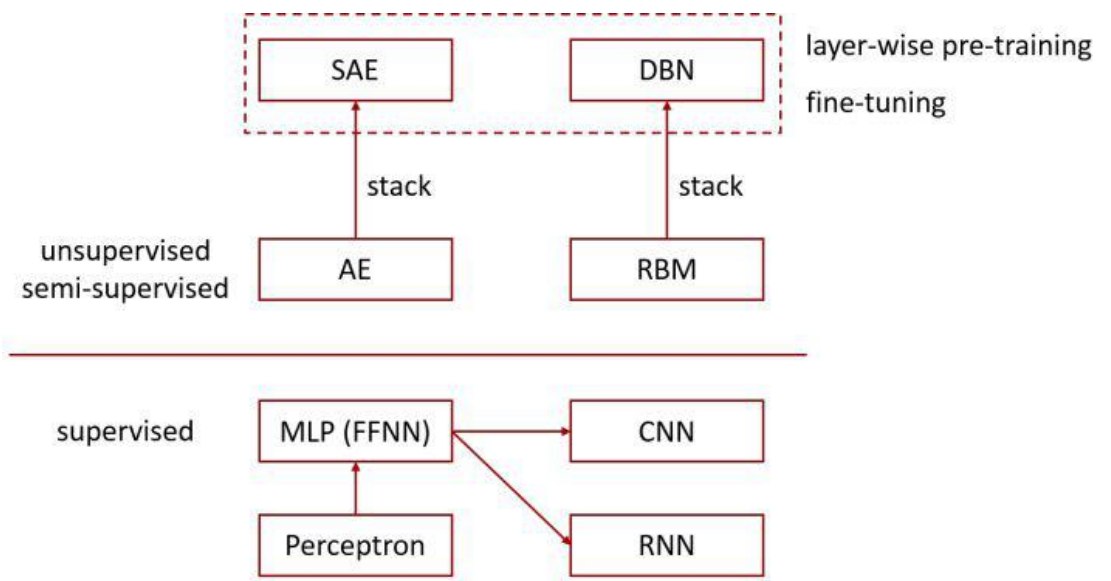 SAE
DBN
layer-wise pre-training
fine-tuning
stack
stack
unsupervised
semi-supervised
AE
RBM
supervised
MLP (FFNN)
CNN
Perceptron
RNN